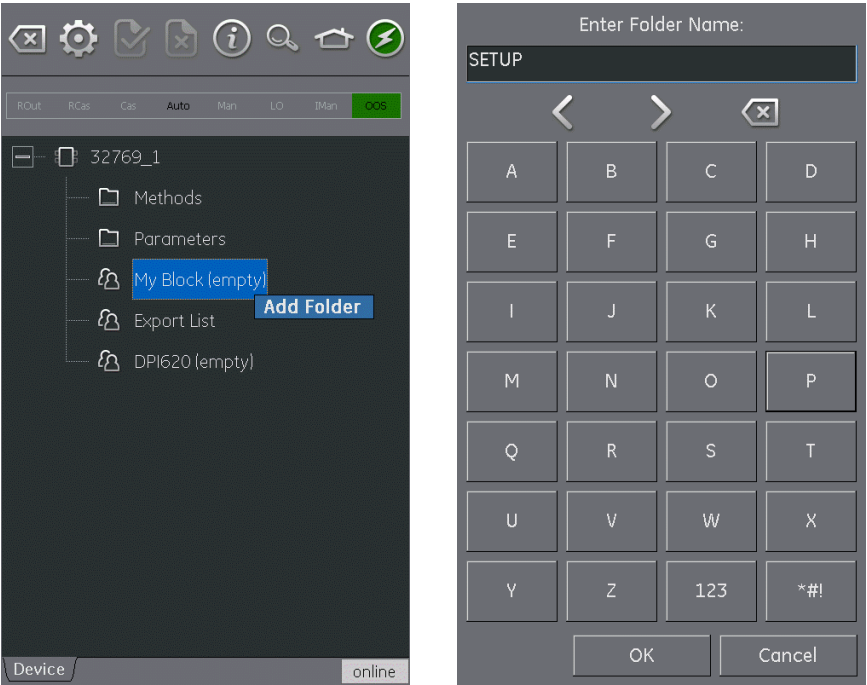 ROut RCas Cas Auto Man LO IMan OOS
32769_1
Methods
Parameters
My Block (empty)
Add Folder
Export List
DPI620 (empty)
Device
online
Enter Folder Name:
SETUP
A B C D
E F G H
I J K L
M N O P
Q R S T
U V W X
Y Z 123 *#!
OK Cancel